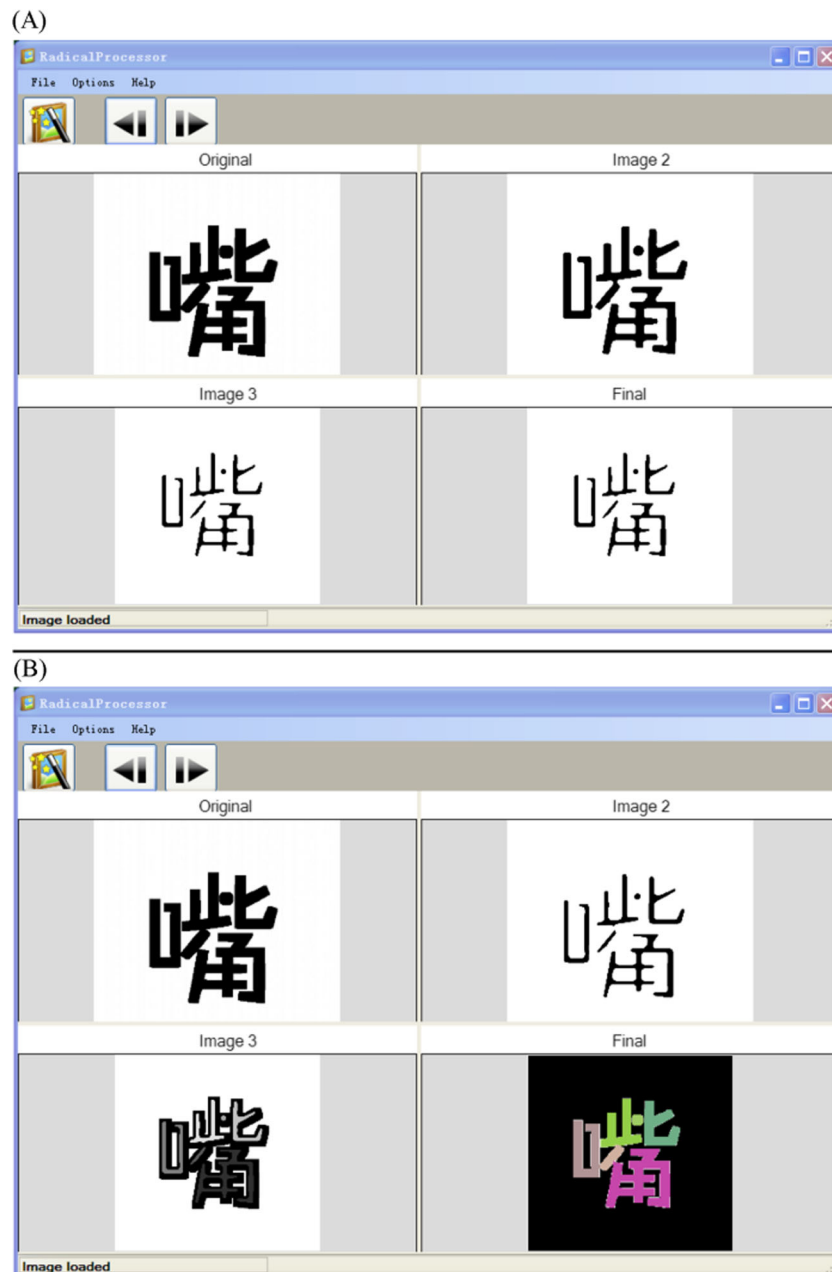 (A)
RadicalProcessor
File Options Help
Original
Image 2
嘴
嘴
Image 3
Final
嘴
嘴
Image loaded
(B)
RadicalProcessor
File Options Help
Original
Image 2
嘴
嘴
Image 3
Final
嘴
嘴
Image loaded